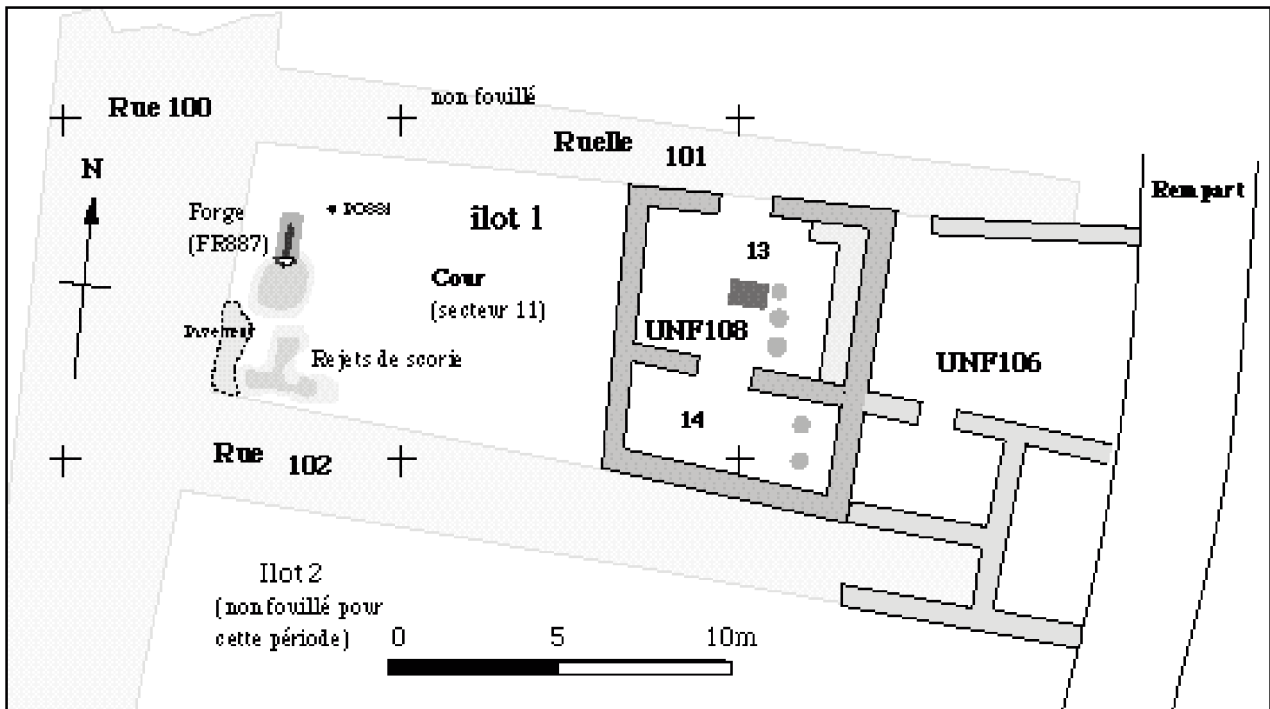 non fouillé
Rue 100
Ruelle 101
Rempart
N
Forge
(FR887)
îlot 1
13
Cour
(secteur 11)
UNF108
Rejets de scorie
UNF106
14
Rue 102
Ilot 2
(non fouillé pour
cette période)
0 5 10m